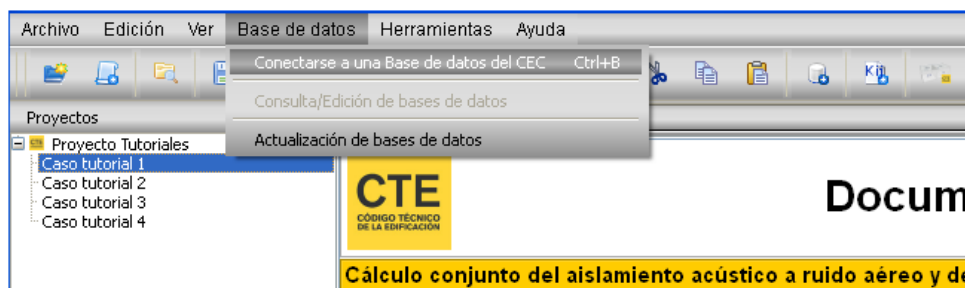 Archivo Edición Ver Base de datos Herramientas Ayuda
Conectarse a una Base de datos del CEC Ctrl+B
Consulta/Edición de bases de datos
Actualización de bases de datos
Kit
Proyectos
CTE Proyecto Tutoriales
Caso tutorial 1
Caso tutorial 2
Caso tutorial 3
Caso tutorial 4
CTE
CÓDIGO TÉCNICO
DE LA EDIFICACIÓN
Docum
Cálculo conjunto del aislamiento acústico a ruido aéreo y de